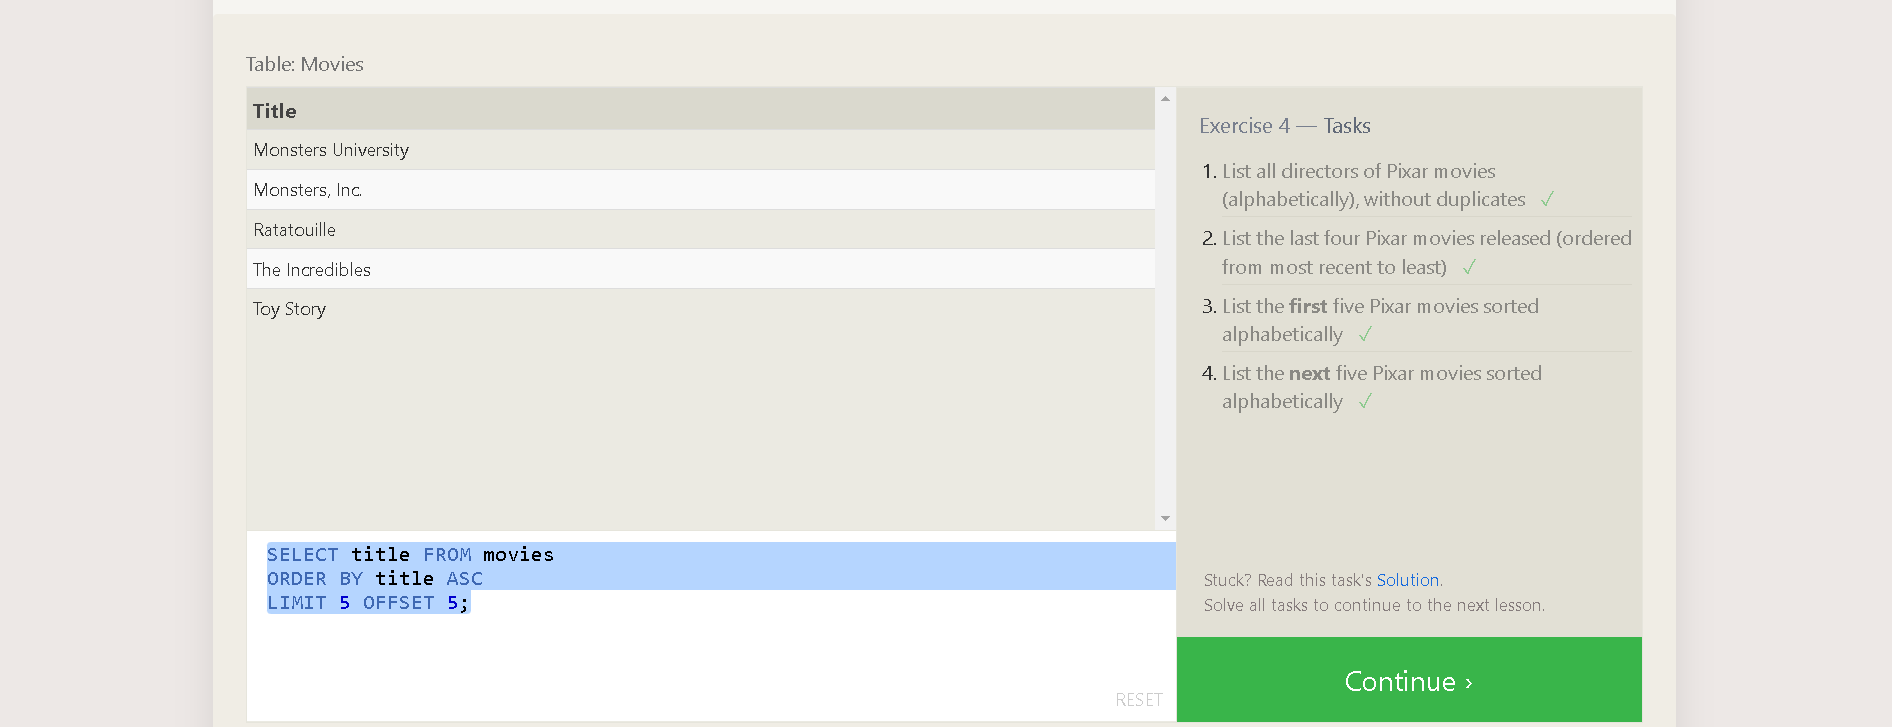 Table: Movies
Title
Monsters University
Monsters, Inc.
Ratatouille
The Incredibles
Toy Story
SELECT title FROM movies
ORDER BY title ASC
LIMIT 5 OFFSET 5;
RESET
Exercise 4 — Tasks
1. List all directors of Pixar movies
(alphabetically), without duplicates ✓
2. List the last four Pixar movies released (ordered
from most recent to least) ✓
3. List the first five Pixar movies sorted
alphabetically ✓
4. List the next five Pixar movies sorted
alphabetically ✓
Stuck? Read this task's Solution.
Solve all tasks to continue to the next lesson.
Continue ›